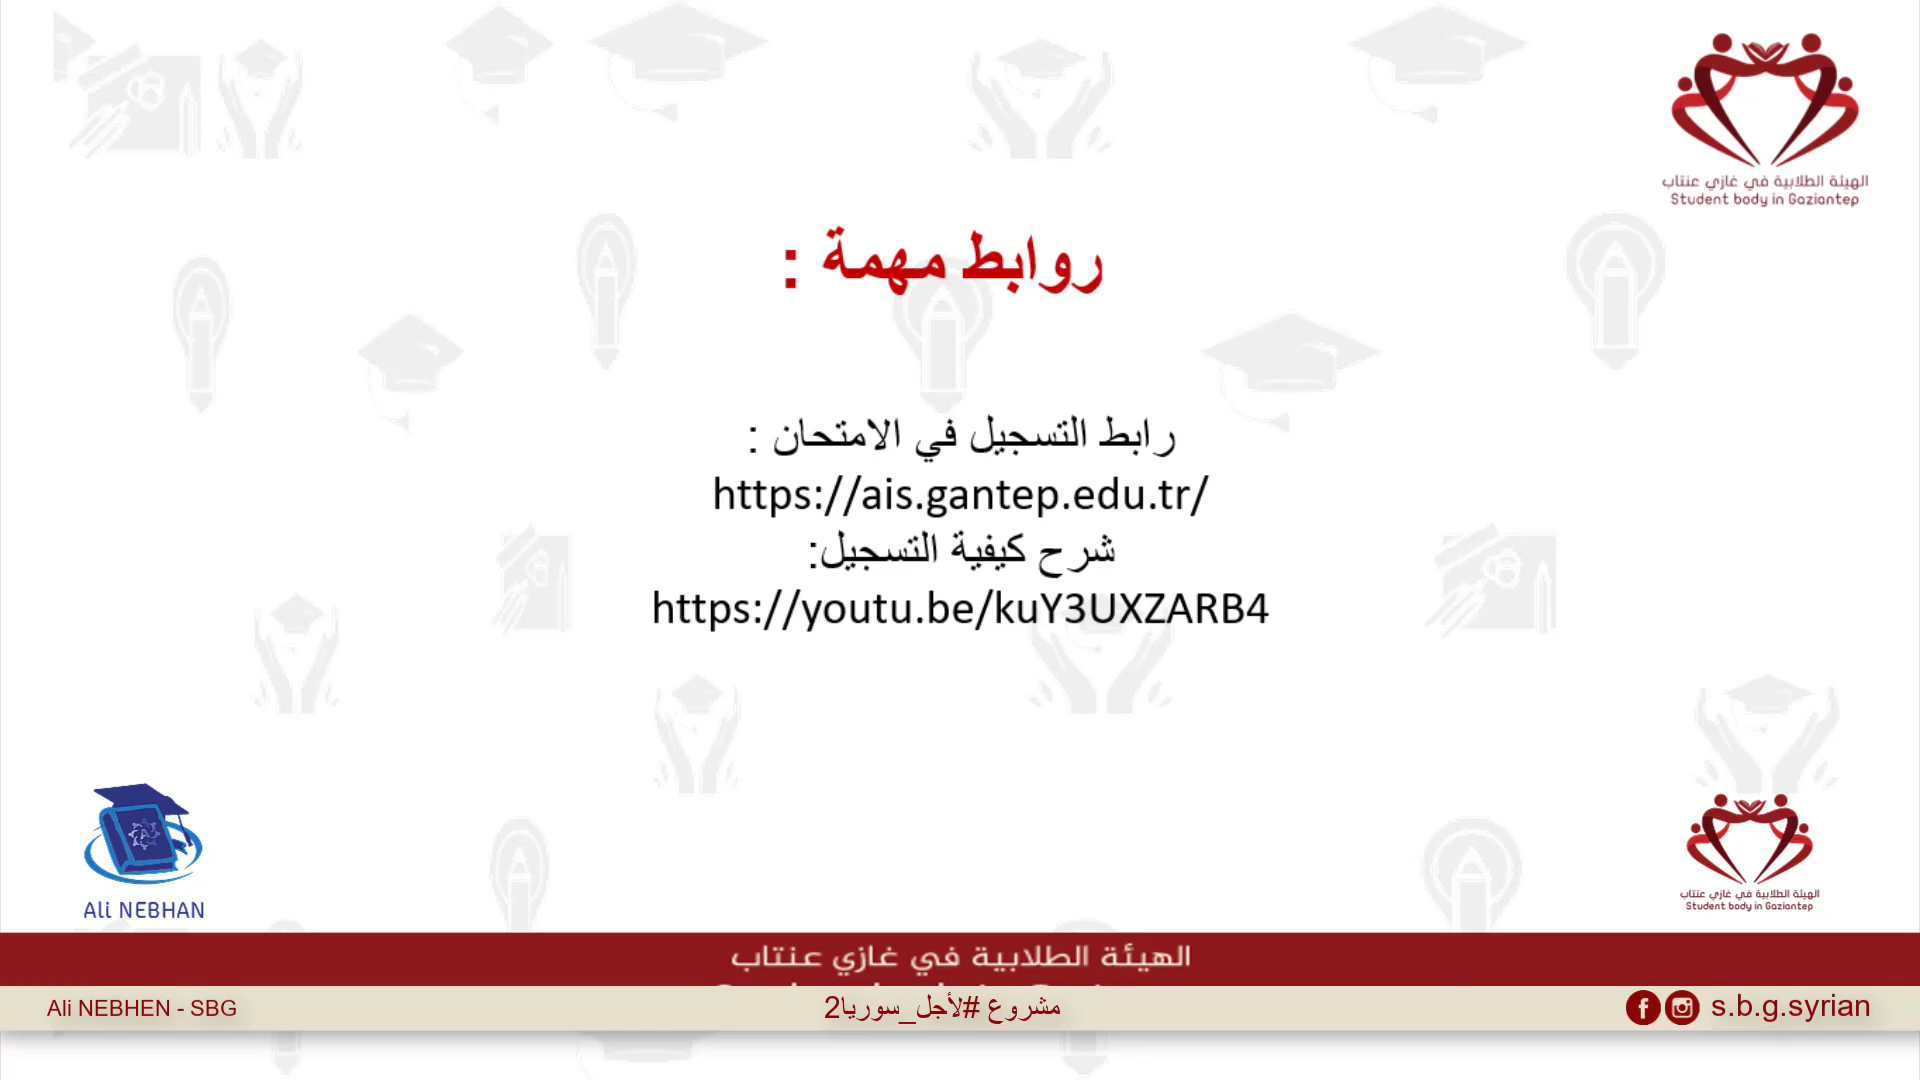 الهيئة الطلابية في غازي عنتاب
Student body in Gaziantep
روابط مهمة :
رابط التسجيل في الامتحان :
https://ais.gantep.edu.tr/
شرح كيفية التسجيل:
https://youtu.be/kuY3UXZARB4
Ali NEBHAN
الهيئة الطلابية في غازي عنتاب
Student body in Gaziantep
الهيئة الطلابية في غازي عنتاب
Ali NEBHEN - SBG
مشروع #لأجل_سوريا2
s.b.g.syrian